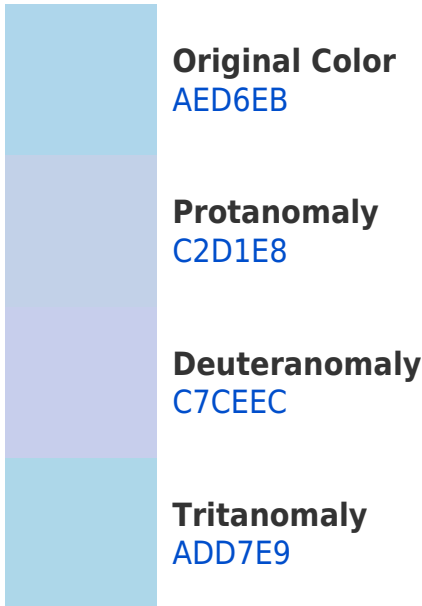 Original Color
AED6EB
Protanomaly
C2D1E8
Deuteranomaly
C7CEEC
Tritanomaly
ADD7E9